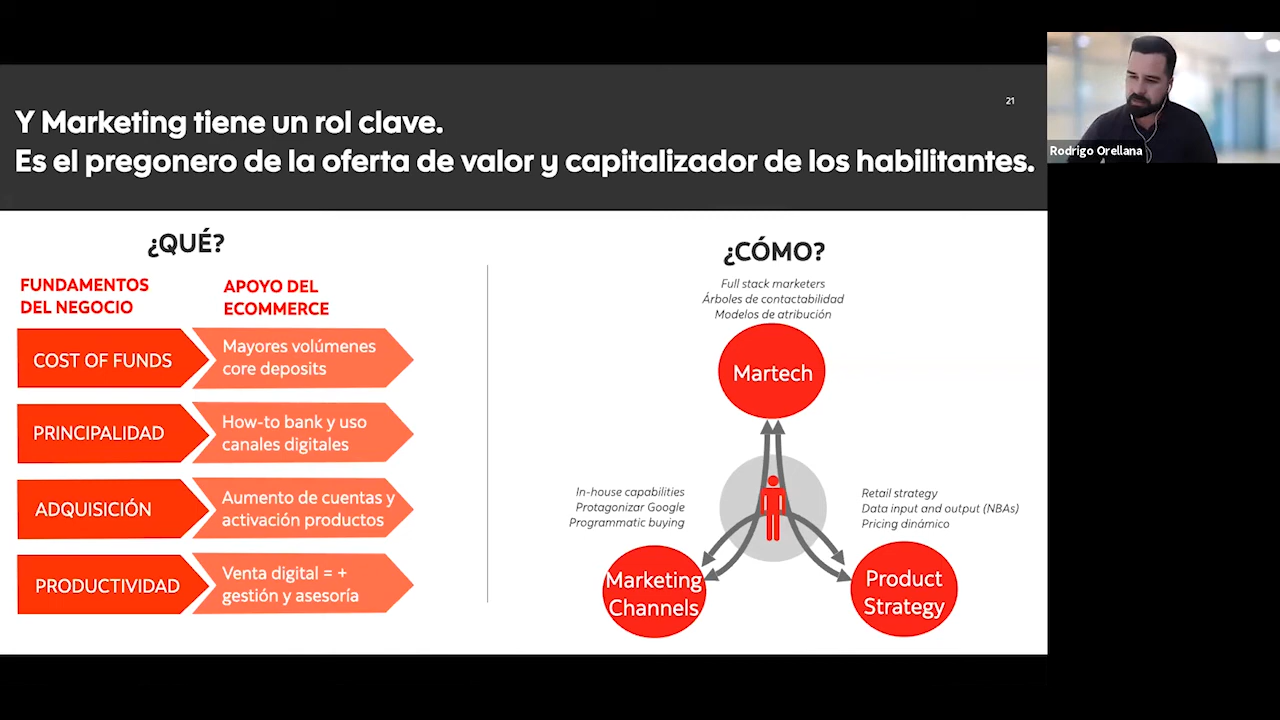 21
Y Marketing tiene un rol clave.
Es el pregonero de la oferta de valor y capitalizador de los habilitantes.
Rodrigo Orellana
¿QUÉ?
FUNDAMENTOS
DEL NEGOCIO
APOYO DEL
ECOMMERCE
COST OF FUNDS
Mayores volúmenes
core deposits
PRINCIPALIDAD
How-to bank y uso
canales digitales
ADQUISICIÓN
Aumento de cuentas y
activación productos
PRODUCTIVIDAD
Venta digital = +
gestión y asesoría
¿CÓMO?
Full stack marketers
Árboles de contactabilidad
Modelos de atribución
Martech
In-house capabilities
Protagonizar Google
Programmatic buying
Marketing
Channels
Retail strategy
Data input and output (NBAs)
Pricing dinámico
Product
Strategy